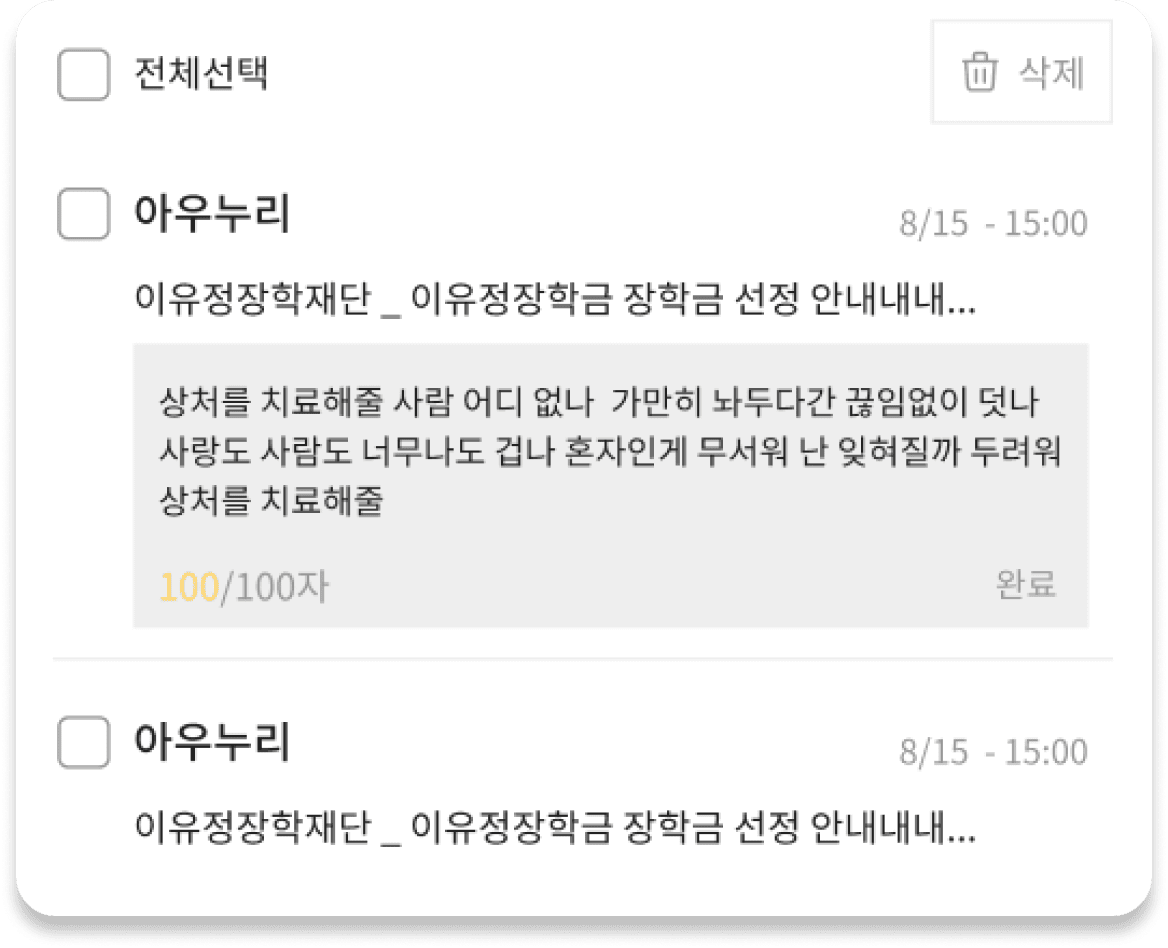 전체선택
삭제
아우누리
8/15 - 15:00
이유정장학재단 _ 이유정장학금 장학금 선정 안내내내...
상처를 치료해줄 사람 어디 없나 가만히 놔두다간 끊임없이 덧나
사랑도 사람도 너무나도 겁나 혼자인게 무서워 난 잊혀질까 두려워
상처를 치료해줄
100/100자
완료
아우누리
8/15 - 15:00
이유정장학재단 _ 이유정장학금 장학금 선정 안내내내...